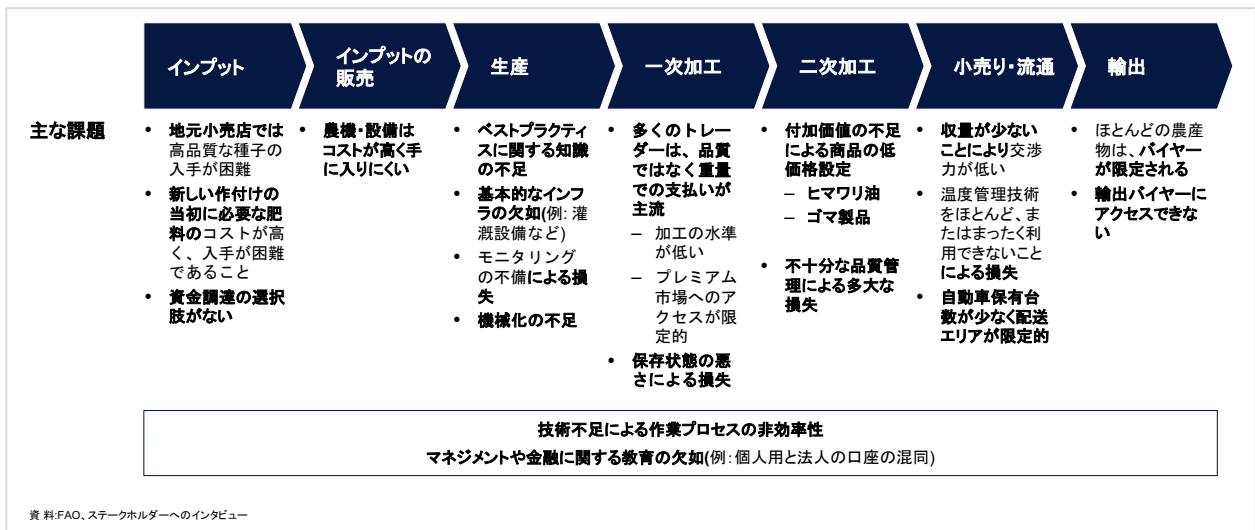 インプット
インプットの
販売
生産
一次加工
二次加工
小売り・流通
輸出
主な課題
• 地元小売店では
高品質な種子の
入手が困難
• 新しい作付けの
当初に必要な肥
料のコストが高
く、入手が困難
であること
• 資金調達の選択
肢がない
• 農機・設備は
コストが高く手
に入りにくい
• ベストプラクティ
スに関する知識
の不足
• 基本的なインフ
ラの欠如(例: 灌
漑設備など)
• モニタリング
の不備による損
失
• 機械化の不足
• 多くのトレー
ダーは、品質
ではなく重量
での支払いが
主流
– 加工の水準
が低い
– プレミアム
市場へのア
クセスが限
定的
• 保存状態の悪
さによる損失
• 付加価値の不足
による商品の低
価格設定
– ヒマワリ油
– ゴマ製品
• 不十分な品質管
理による多大な
損失
• 収量が少ない
ことにより交渉
力が低い
• 温度管理技術
をほとんど、ま
たはまったく利
用できないこと
による損失
• 自動車保有台
数が少なく配送
エリアが限定的
• ほとんどの農産
物は、バイヤー
が限定される
• 輸出バイヤーに
アクセスできな
い
技術不足による作業プロセスの非効率性
マネジメントや金融に関する教育の欠如(例:個人用と法人の口座の混同)
資 料:FAO、ステークホルダーへのインタビュー